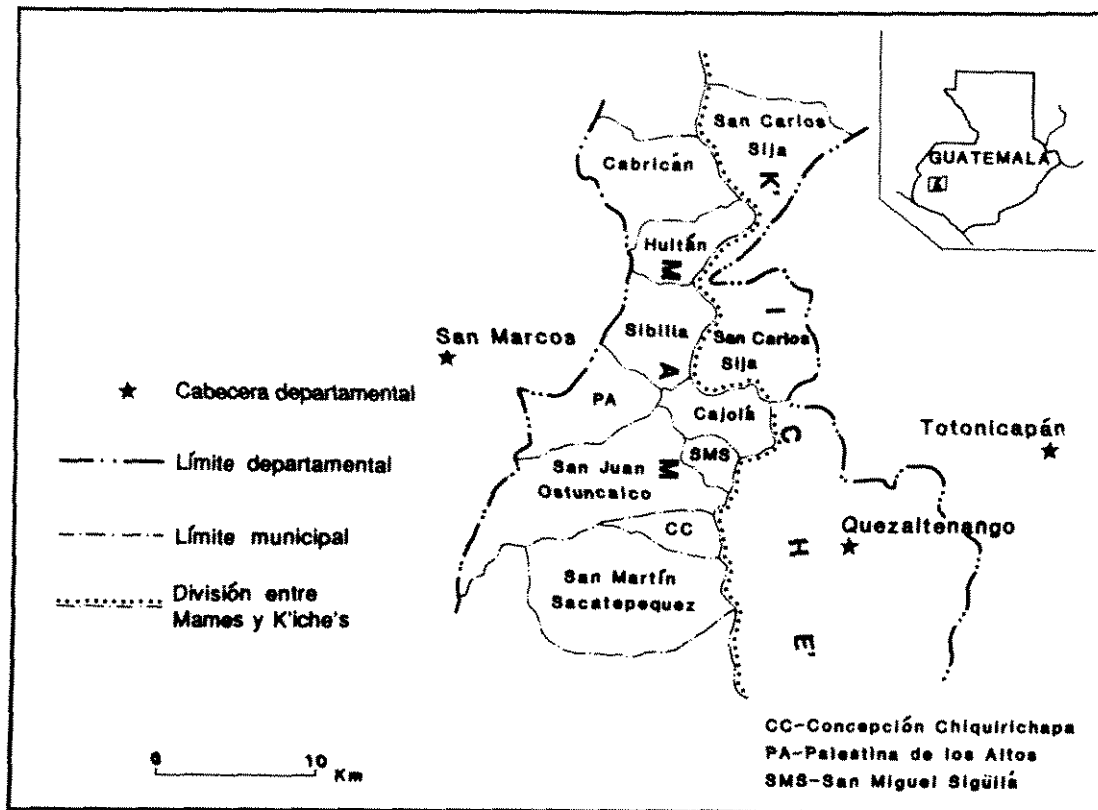 San Carlos
Sija
Cabricán
Huitán
Sibilia
San Carlos
Sija
San Marcos
PA
Cajolá
SMS
San Juan
Ostuncalco
CC
San Martín
Sacatepequez
Totonicapán
Quezaltenango
MAM
K'ICHE'
GUATEMALA
Cabecera departamental
Límite departamental
Límite municipal
División entre
Mames y K'iche's
0 10
Km
CC-Concepción Chiquirichapa
PA-Palestina de los Altos
SMS-San Miguel Sigüilá